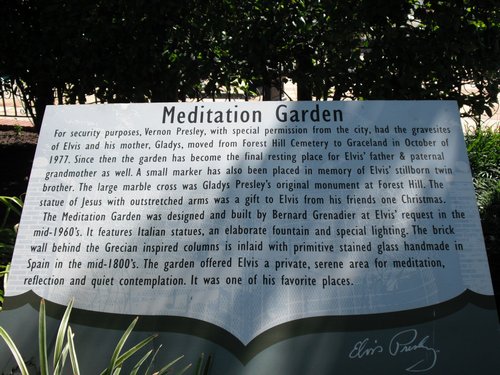 Meditation Garden
For security purposes, Vernon Presley, with special permission from the city, had the gravesites
of Elvis and his mother, Gladys, moved from Forest Hill Cemetery to Graceland in October of
1977. Since then the garden has become the final resting place for Elvis' father & paternal
grandmother as well. A small marker has also been placed in memory of Elvis' stillborn twin
brother. The large marble cross was Gladys Presley's original monument at Forest Hill. The
statue of Jesus with outstretched arms was a gift to Elvis from his friends one Christmas.
The Meditation Garden was designed and built by Bernard Grenadier at Elvis' request in the
mid-1960's. It features Italian statues, an elaborate fountain and special lighting. The brick
wall behind the Grecian inspired columns is inlaid with primitive stained glass handmade in
Spain in the mid-1800's. The garden offered Elvis a private, serene area for meditation,
reflection and quiet contemplation. It was one of his favorite places.
Elvis Presley